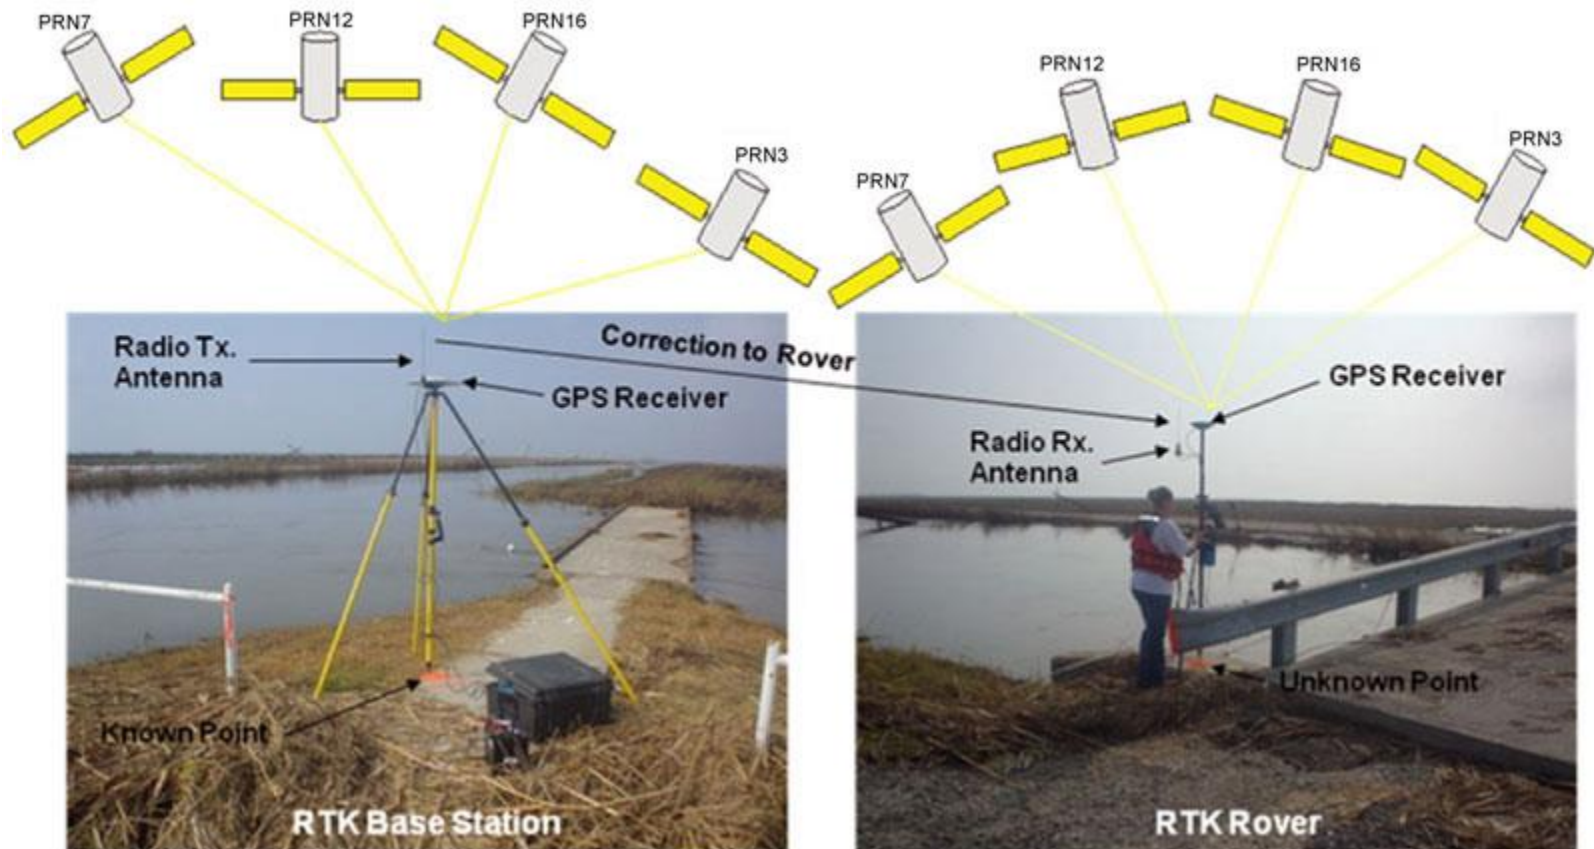 PRN7
PRN12
PRN16
PRN3
PRN7
PRN12
PRN16
PRN3
Radio Tx.
Antenna
GPS Receiver
Correction to Rover
GPS Receiver
Radio Rx.
Antenna
Known Point
Unknown Point
RTK Base Station
RTK Rover